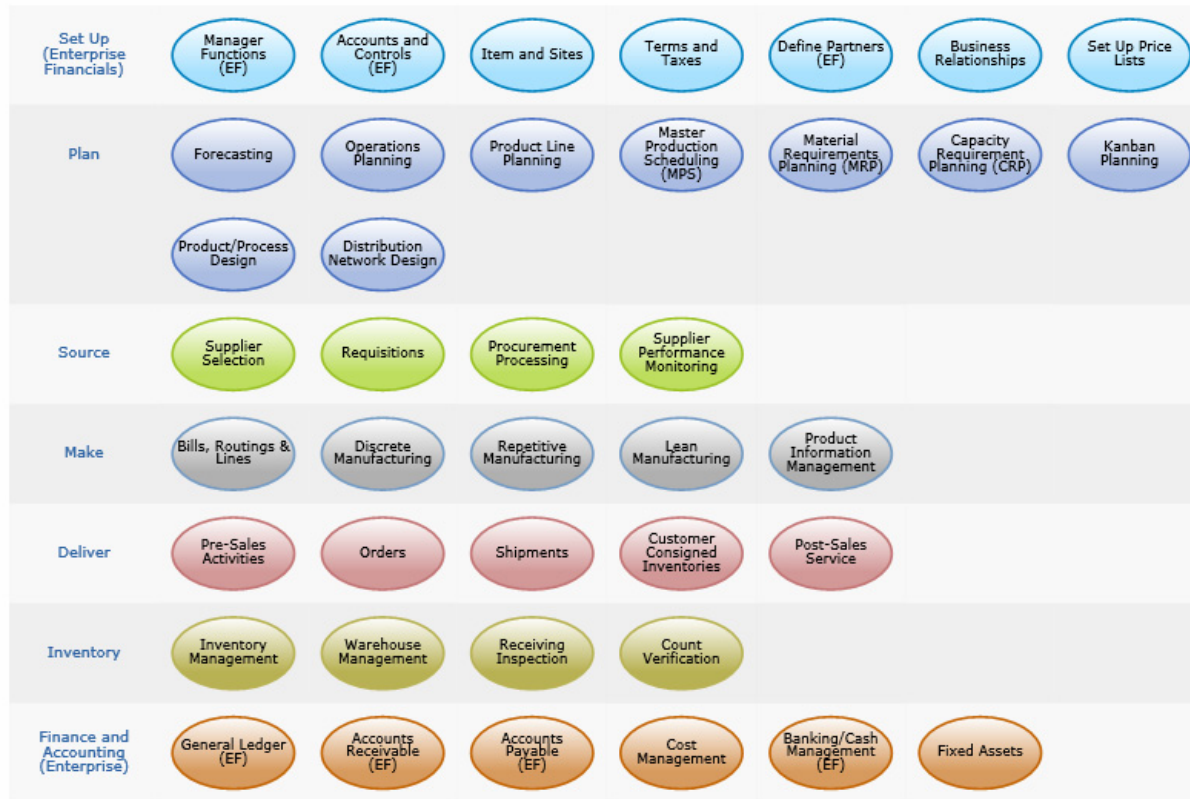 Set Up
(Enterprise
Financials)
Manager
Functions
(EF)
Accounts and
Controls
(EF)
Item and Sites
Terms and
Taxes
Define Partners
(EF)
Business
Relationships
Set Up Price
Lists
Plan
Forecasting
Operations
Planning
Product Line
Planning
Master
Production
Scheduling
(MPS)
Material
Requirements
Planning (MRP)
Capacity
Requirement
Planning (CRP)
Kanban
Planning
Product/Process
Design
Distribution
Network Design
Source
Supplier
Selection
Requisitions
Procurement
Processing
Supplier
Performance
Monitoring
Make
Bills, Routings &
Lines
Discrete
Manufacturing
Repetitive
Manufacturing
Lean
Manufacturing
Product
Information
Management
Deliver
Pre-Sales
Activities
Orders
Shipments
Customer
Consigned
Inventories
Post-Sales
Service
Inventory
Inventory
Management
Warehouse
Management
Receiving
Inspection
Count
Verification
Finance and
Accounting
(Enterprise)
General Ledger
(EF)
Accounts
Receivable
(EF)
Accounts
Payable
(EF)
Cost
Management
Banking/Cash
Management
(EF)
Fixed Assets